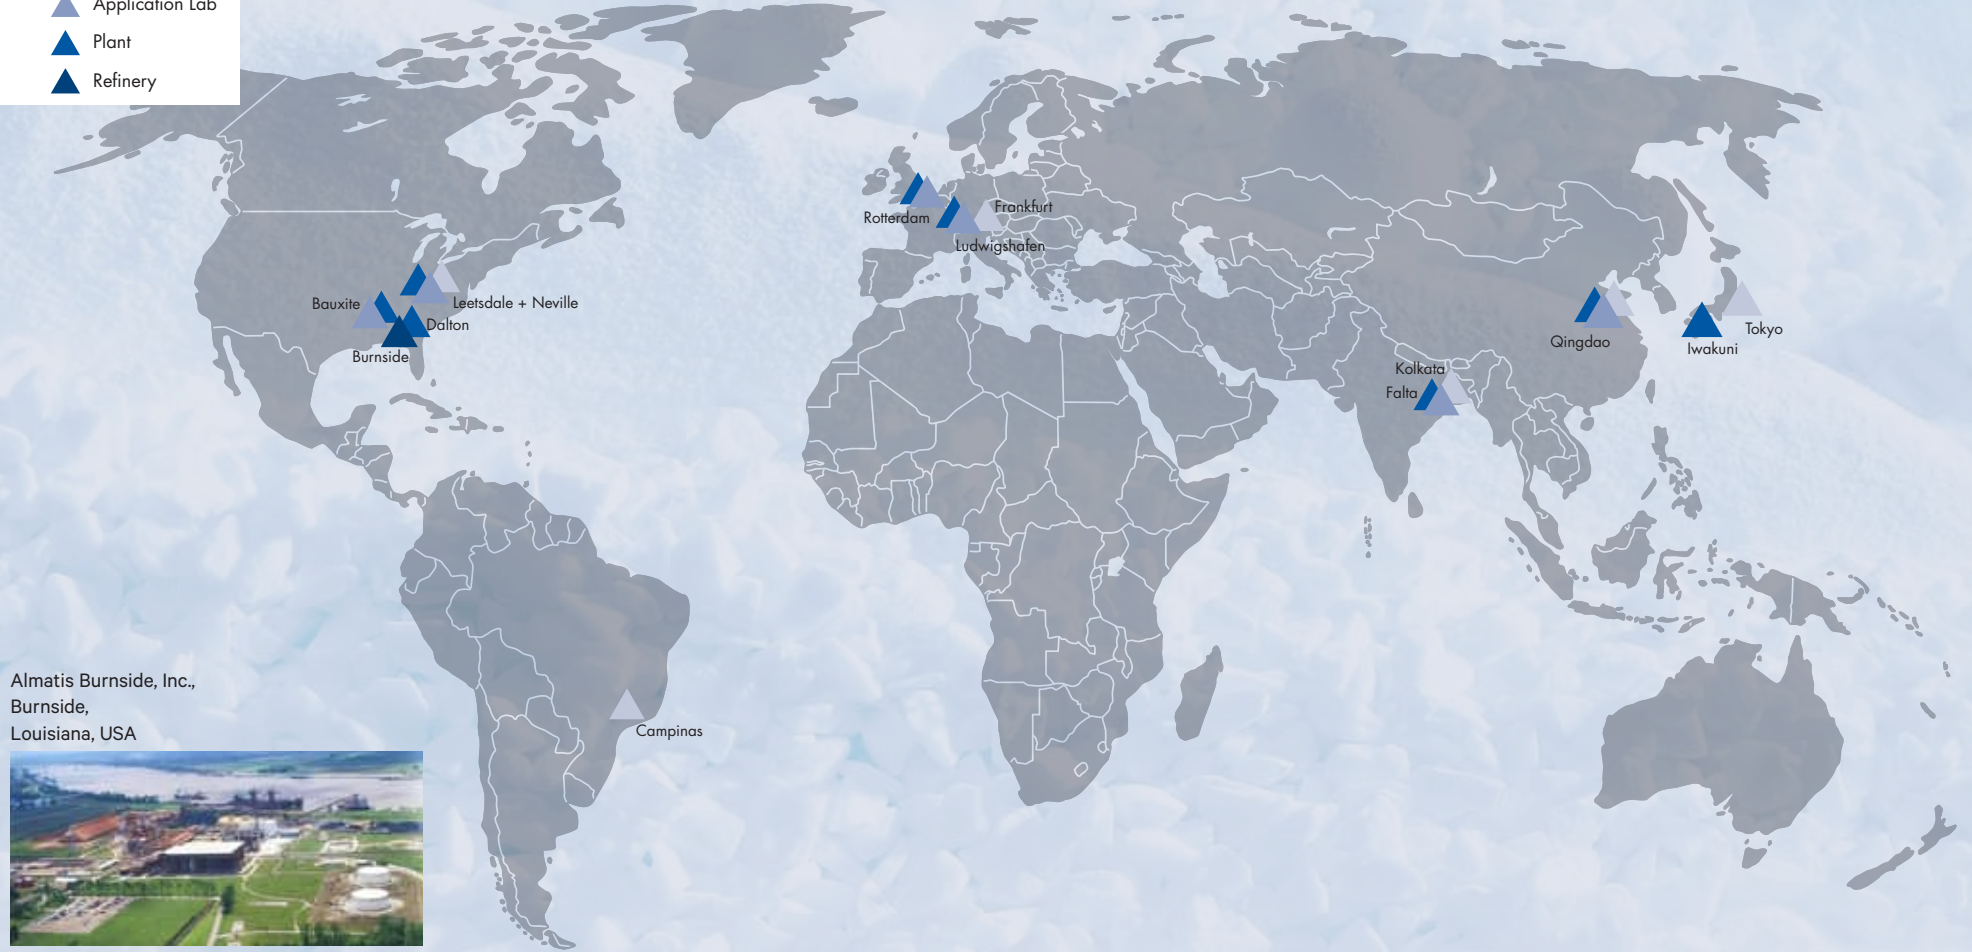 Application Lab
Plant
Refinery
Rotterdam
Frankfurt
Ludwigshafen
Bauxite
Leetsdale + Neville
Dalton
Burnside
Qingdao
Tokyo
Iwakuni
Kolkata
Falta
Campinas
Almatis Burnside, Inc.,
Burnside,
Louisiana, USA